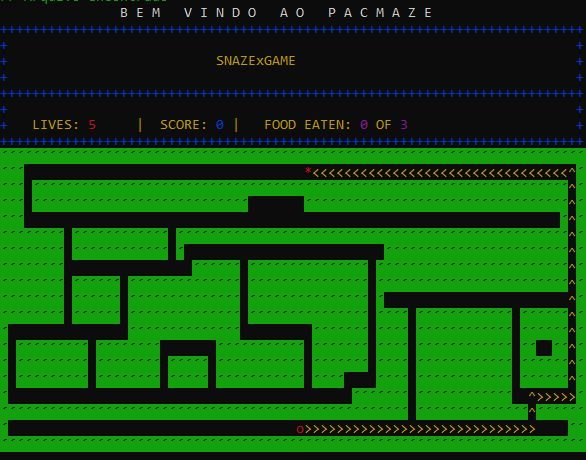 B E M   V I N D O   A O   P A C M A Z E
SNAZExGAME
LIVES: 5 | SCORE: 0 | FOOD EATEN: 0 OF 3